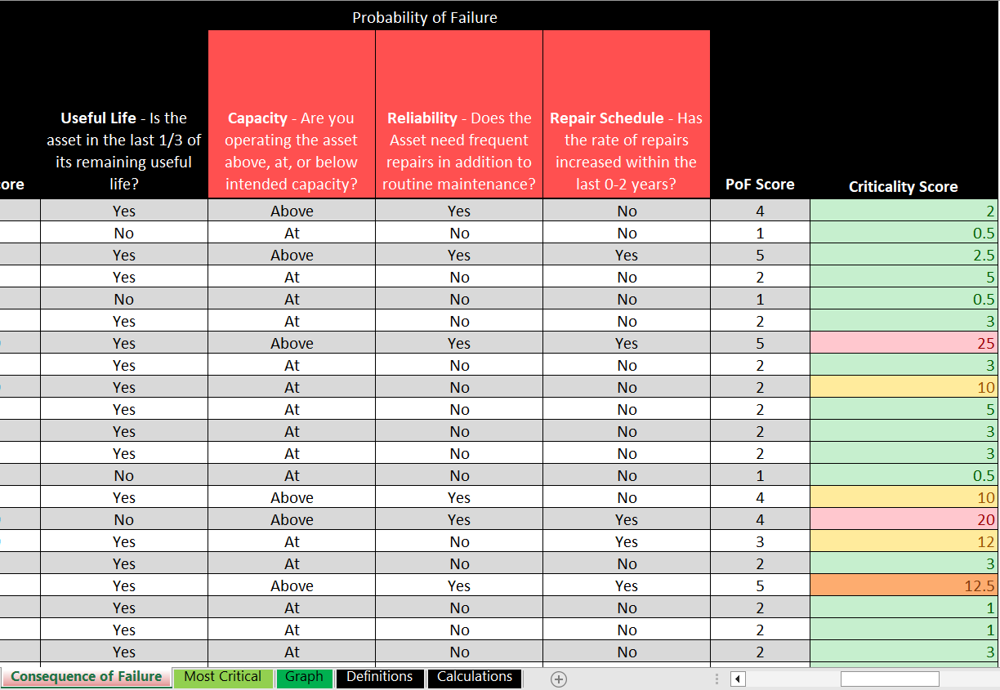 Probability of Failure
Useful Life - Is the
asset in the last 1/3 of
its remaining useful
life?
Capacity - Are you
operating the asset
above, at, or below
intended capacity?
Reliability - Does the
Asset need frequent
repairs in addition to
routine maintenance?
Repair Schedule - Has
the rate of repairs
increased within the
last 0-2 years?
ore PoF Score Criticality Score
Yes Above Yes No 4 2
No At No No 1 0.5
Yes Above Yes Yes 5 2.5
Yes At No No 2 5
No At No No 1 0.5
Yes At No No 2 3
Yes Above Yes Yes 5 25
Yes At No No 2 3
Yes At No No 2 10
Yes At No No 2 5
Yes At No No 2 3
Yes At No No 2 3
No At No No 1 0.5
Yes Above Yes No 4 10
No Above Yes Yes 4 20
Yes At No Yes 3 12
Yes At No No 2 3
Yes Above Yes Yes 5 12.5
Yes At No No 2 1
Yes At No No 2 1
Yes At No No 2 3
Consequence of Failure Most Critical Graph Definitions Calculations